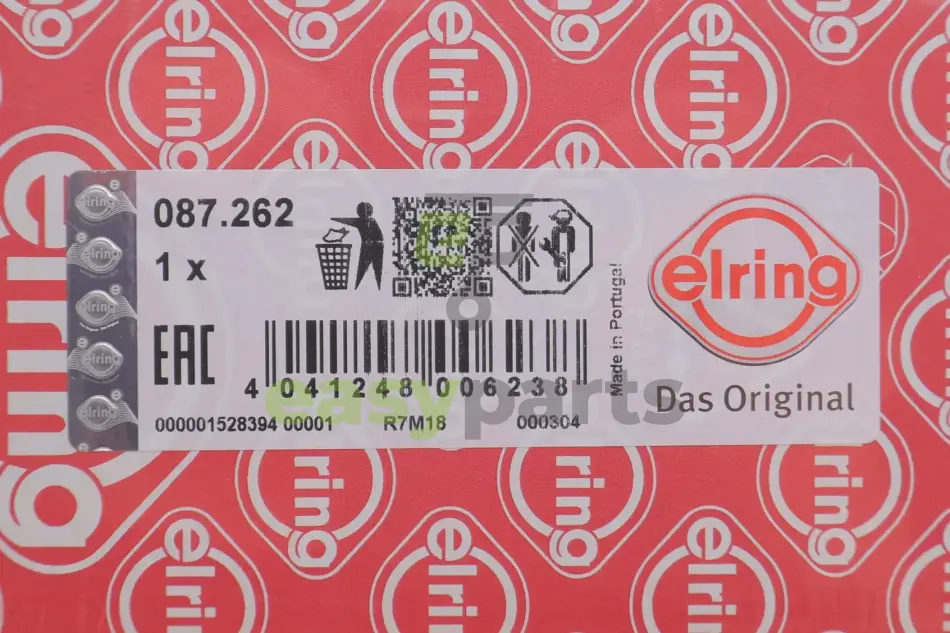 087.262
1 x
EAC
4 041248 006238
000001528394 00001 R7M18 000304
Made in Portugal
elring
Das Original
easyparts